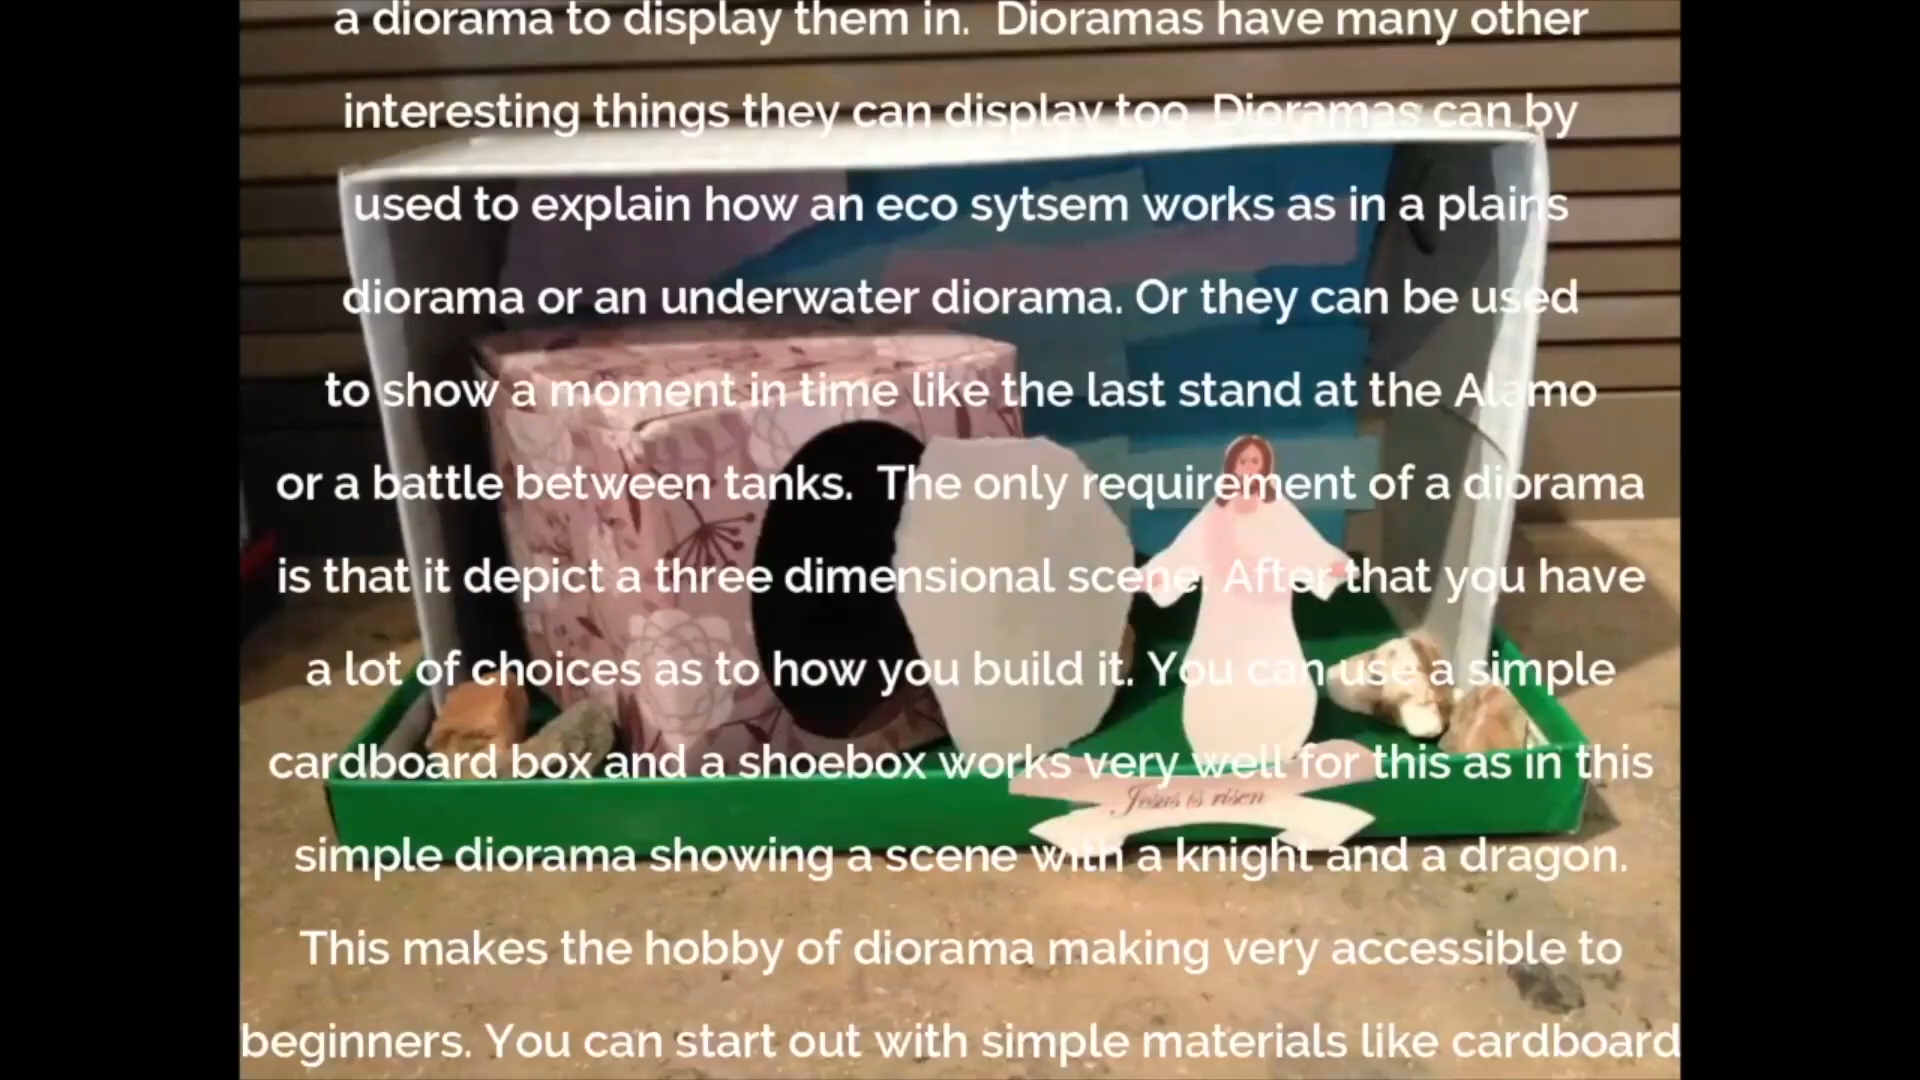 a diorama to display them in.  Dioramas have many other
interesting things they can display too. Dioramas can by
used to explain how an eco sytsem works as in a plains
diorama or an underwater diorama. Or they can be used
to show a moment in time like the last stand at the Alamo
or a battle between tanks.  The only requirement of a diorama
is that it depict a three dimensional scene. After that you have
a lot of choices as to how you build it. You can use a simple
cardboard box and a shoebox works very well for this as in this
Jesus is risen
simple diorama showing a scene with a knight and a dragon.
This makes the hobby of diorama making very accessible to
beginners. You can start out with simple materials like cardboard